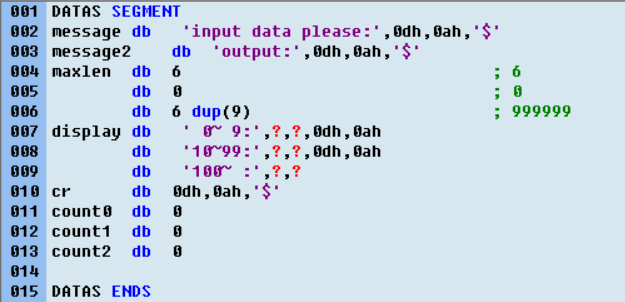 001 DATAS SEGMENT
002 message db 'input data please:',0dh,0ah,'$'
003 message2 db 'output:',0dh,0ah,'$'
004 maxlen db 6 ; 6
005 db 0 ; 0
006 db 6 dup(9) ; 999999
007 display db ' 0~ 9:',?,?,0dh,0ah
008 db '10~99:',?,?,0dh,0ah
009 db '100~ :',?,?
010 cr db 0dh,0ah,'$'
011 count0 db 0
012 count1 db 0
013 count2 db 0
014
015 DATAS ENDS